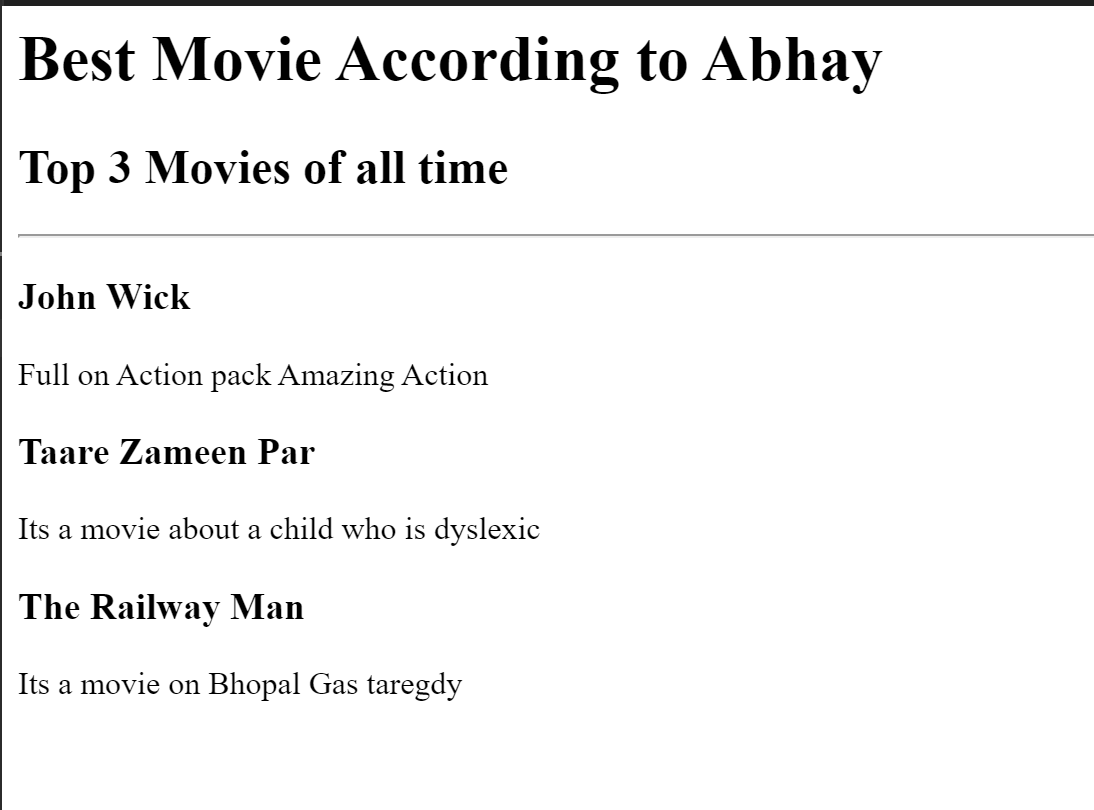 Best Movie According to Abhay
Top 3 Movies of all time
John Wick
Full on Action pack Amazing Action
Taare Zameen Par
Its a movie about a child who is dyslexic
The Railway Man
Its a movie on Bhopal Gas taregdy